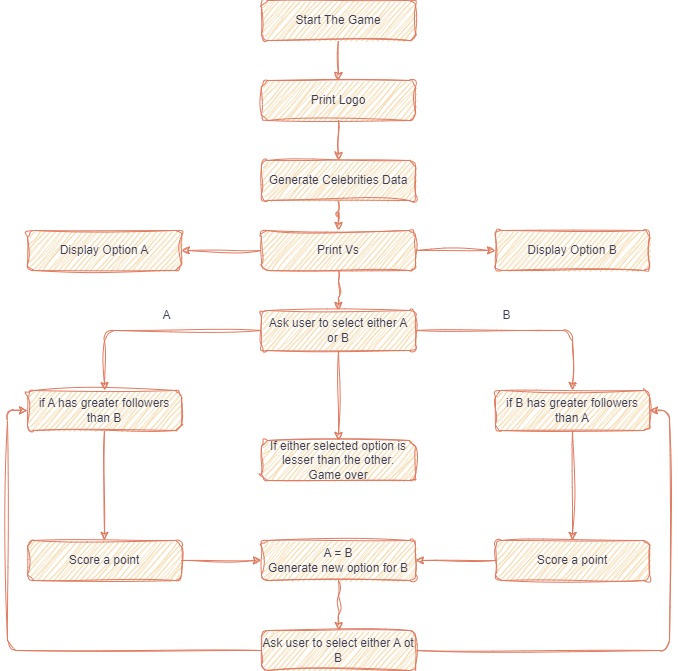 Start The Game
Print Logo
Generate Celebrities Data
Display Option A
Print Vs
Display Option B
A
B
Ask user to select either A
or B
if A has greater followers
than B
if B has greater followers
than A
If either selected option is
lesser than the other.
Game over
Score a point
A = B
Generate new option for B
Score a point
Ask user to select either A ot
B